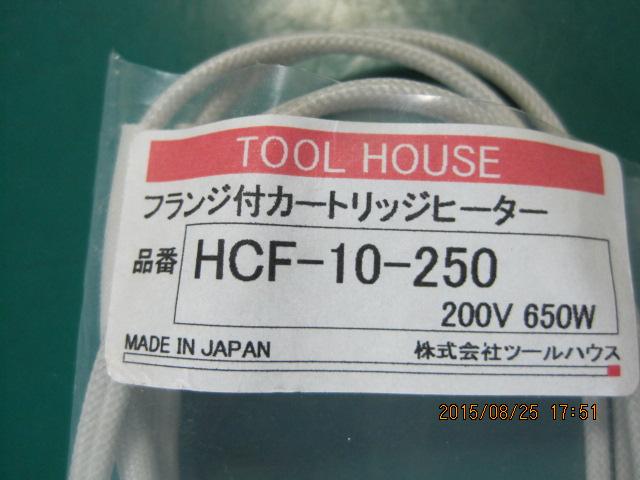 TOOL HOUSE
フランジ付カートリッジヒーター
品番 HCF-10-250
200V 650W
MADE IN JAPAN 株式会社ツールハウス
2015/08/25 17:51